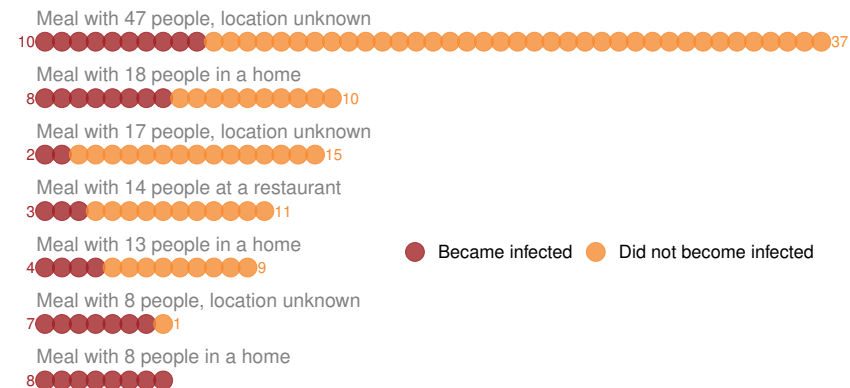 Meal with 47 people, location unknown
10 37
Meal with 18 people in a home
8 10
Meal with 17 people, location unknown
2 15
Meal with 14 people at a restaurant
3 11
Meal with 13 people in a home
Became infected Did not become infected
4 9
Meal with 8 people, location unknown
7 1
Meal with 8 people in a home
8